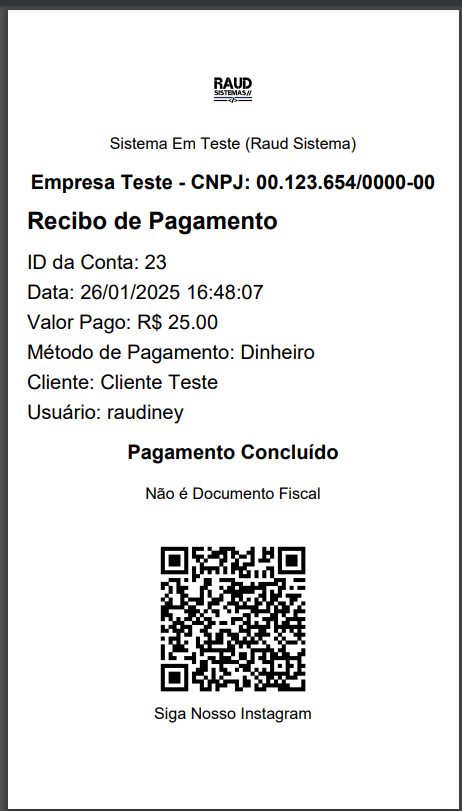 RAUD
SISTEMAS//
</>
Sistema Em Teste (Raud Sistema)
Empresa Teste - CNPJ: 00.123.654/0000-00
Recibo de Pagamento
ID da Conta: 23
Data: 26/01/2025 16:48:07
Valor Pago: R$ 25.00
Método de Pagamento: Dinheiro
Cliente: Cliente Teste
Usuário: raudiney
Pagamento Concluído
Não é Documento Fiscal
Siga Nosso Instagram